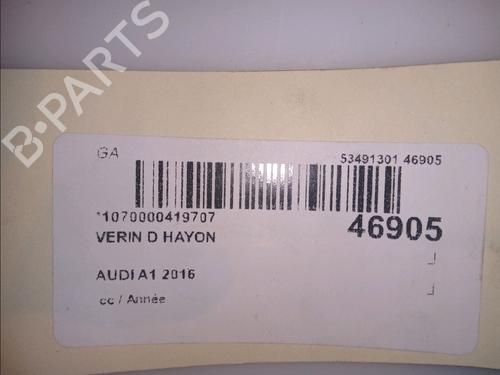 B-PARTS
GA
53491301 46905
*1070000419707
46905
VERIN D HAYON
AUDI A1 2016
cc / Année